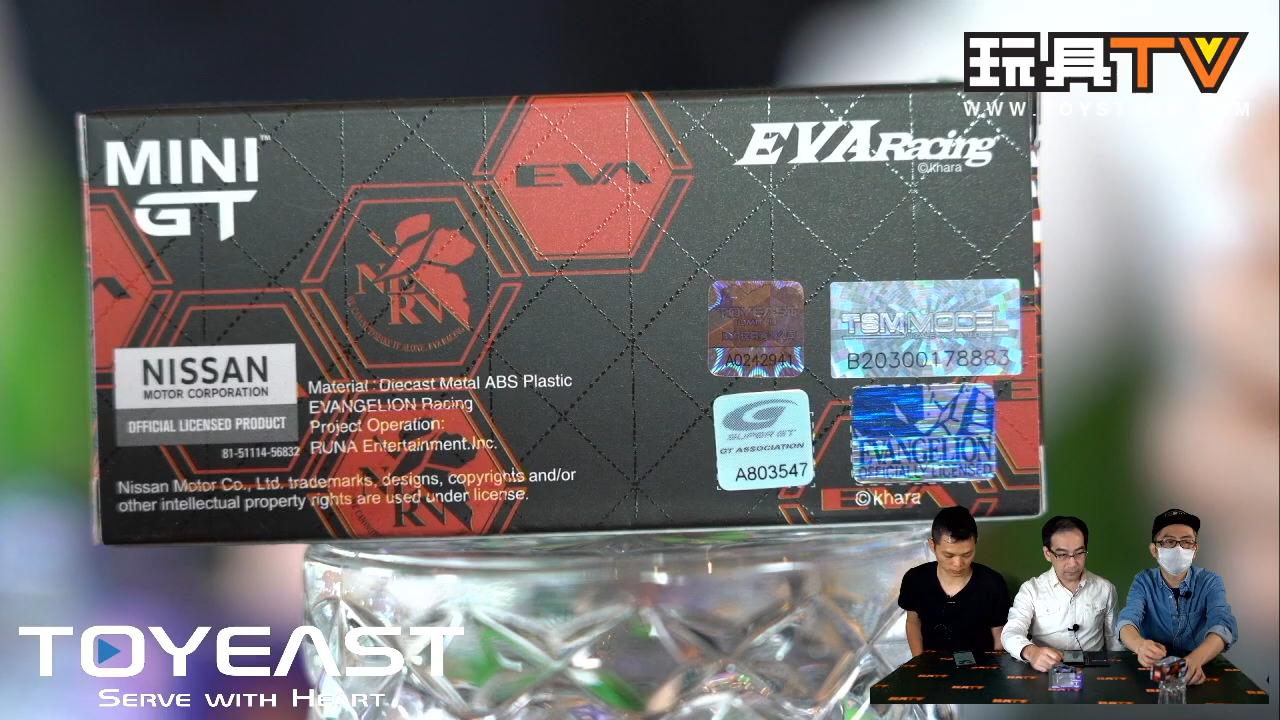 玩具TV
MINI
GT™
EVA
EVA Racing
©khara
NERV
NISSAN
MOTOR CORPORATION
OFFICIAL LICENSED PRODUCT
81-51114-56832
Material : Diecast Metal ABS Plastic
EVANGELION Racing
Project Operation:
RUNA Entertainment.Inc.
Nissan Motor Co., Ltd. trademarks, designs, copyrights and/or
other intellectual property rights are used under license.
TOYEAST
A0242941
TSM MODEL
B20300178883
SUPER GT
GT ASSOCIATION
A803547
EVANGELION
OFFICIALLY LICENSED
©khara
TOYEAST
SERVE WITH HEART